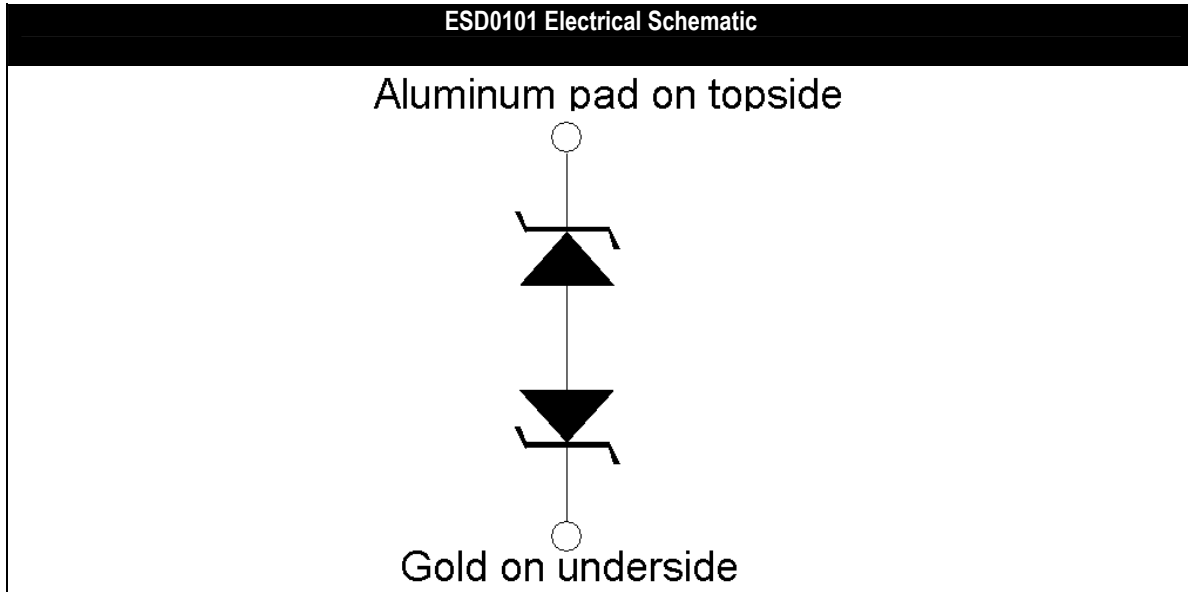 ESD0101 Electrical Schematic
Aluminum pad on topside
Gold on underside